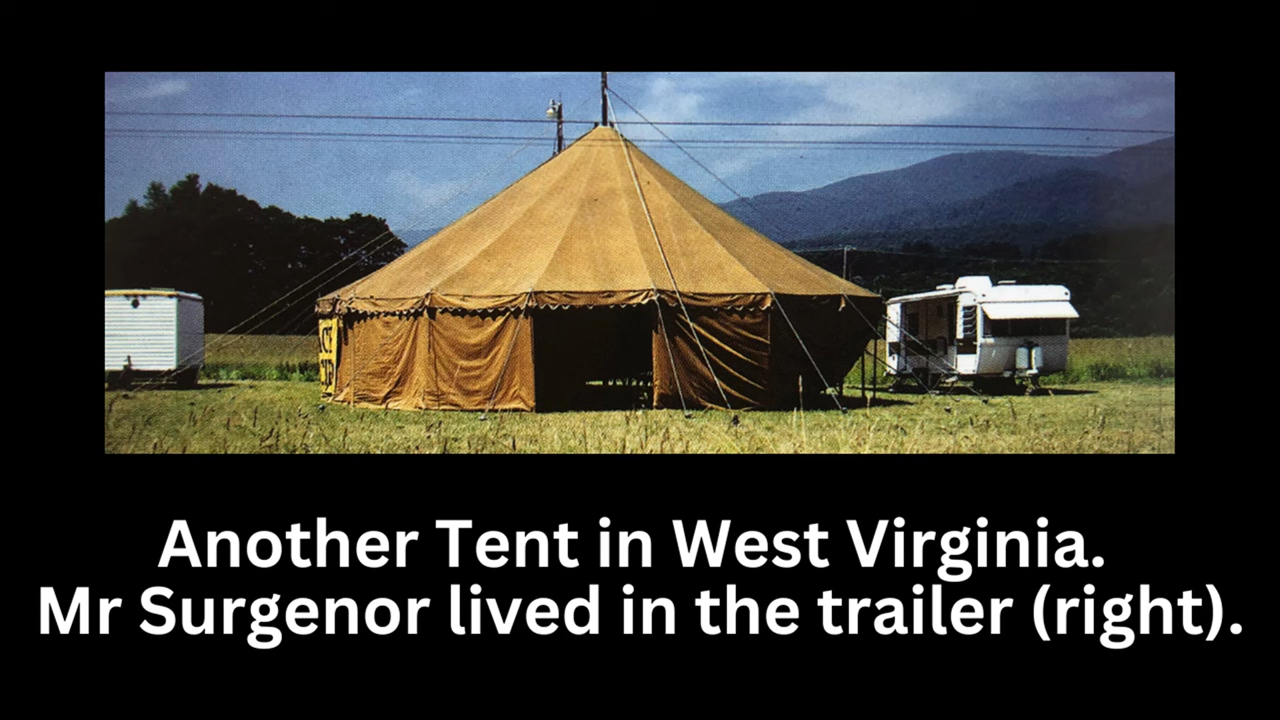 Another Tent in West Virginia.
Mr Surgenor lived in the trailer (right).